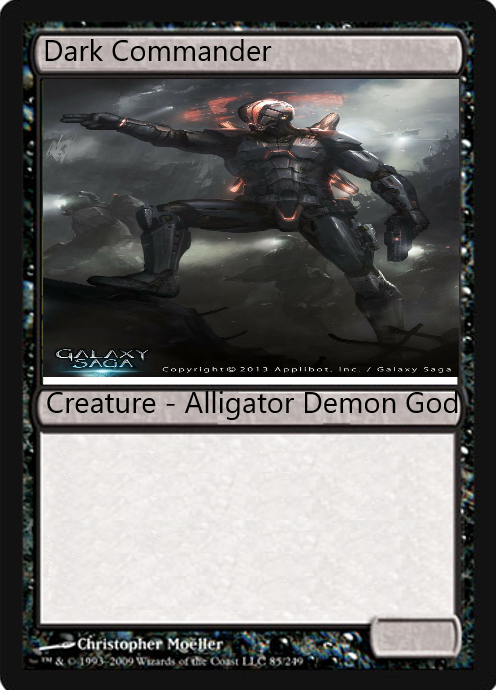 Dark Commander
GALAXY
SAGA
Copyright © 2013 Applibot, Inc. / Galaxy Saga
Creature - Alligator Demon God
Christopher Moeller
™ & © 1993-2009 Wizards of the Coast LLC 85/249